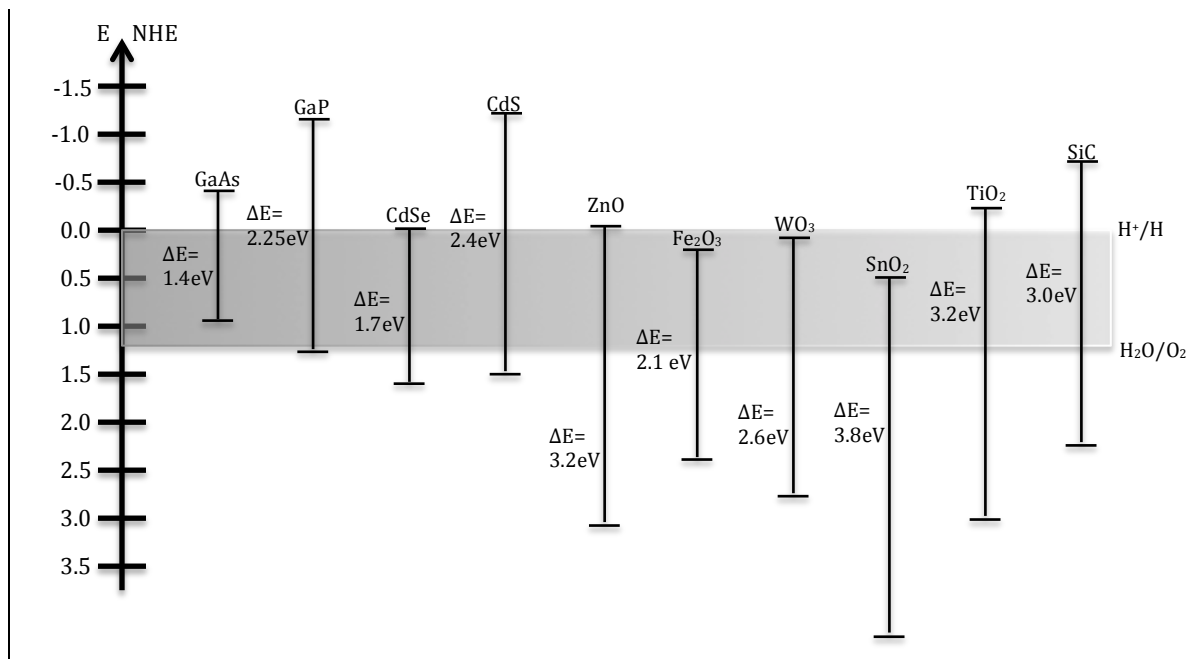 E NHE
-1.5
-1.0
-0.5
0.0
0.5
1.0
1.5
2.0
2.5
3.0
3.5
GaAs
ΔE=
1.4eV
GaP
ΔE=
2.25eV
CdSe
ΔE=
1.7eV
CdS
ΔE=
2.4eV
ZnO
ΔE=
3.2eV
Fe₂O₃
ΔE=
2.1 eV
WO₃
ΔE=
2.6eV
SnO₂
ΔE=
3.8eV
TiO₂
ΔE=
3.2eV
SiC
ΔE=
3.0eV
H⁺/H
H₂O/O₂